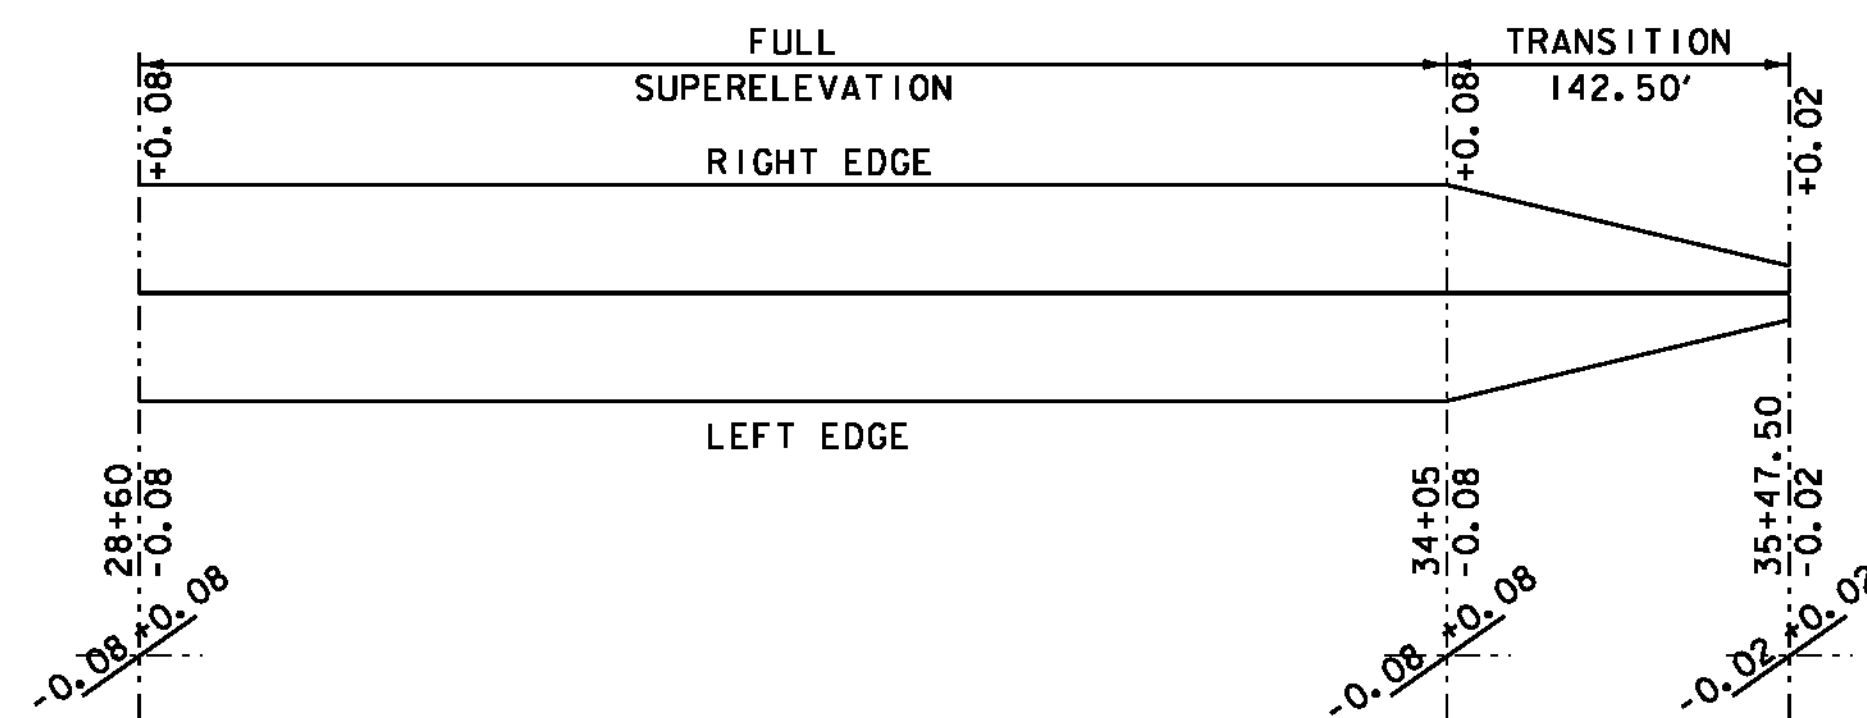 FULL
SUPERELEVATION
TRANSITION
142.50'
+0.08
+0.08
+0.02
RIGHT EDGE
LEFT EDGE
28+60
-0.08
34+05
-0.08
35+47.50
-0.02
-0.08 +0.08
-0.08 +0.08
-0.02 +0.02